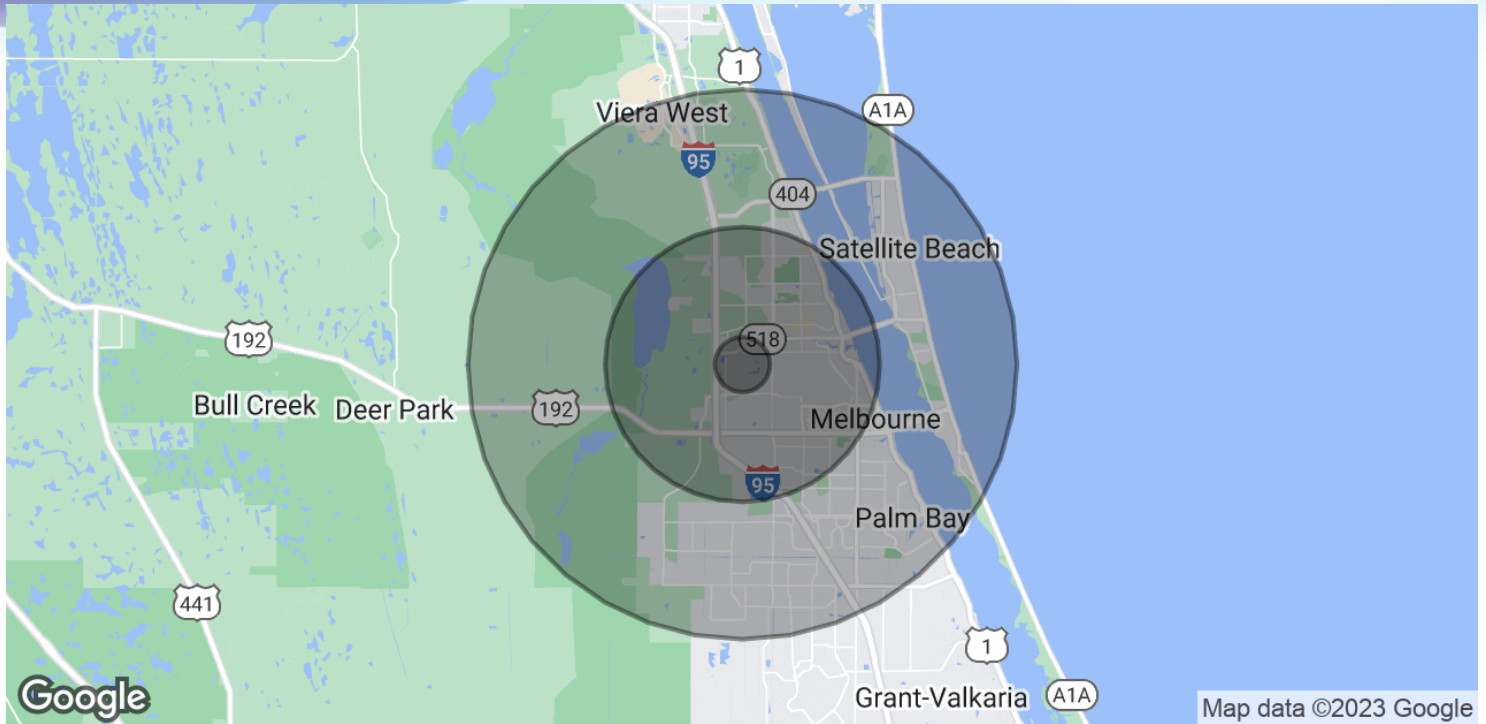 1
Viera West
A1A
95
404
Satellite Beach
518
192
192
Bull Creek
Deer Park
Melbourne
95
Palm Bay
441
1
Grant-Valkaria
A1A
Google
Map data ©2023 Google